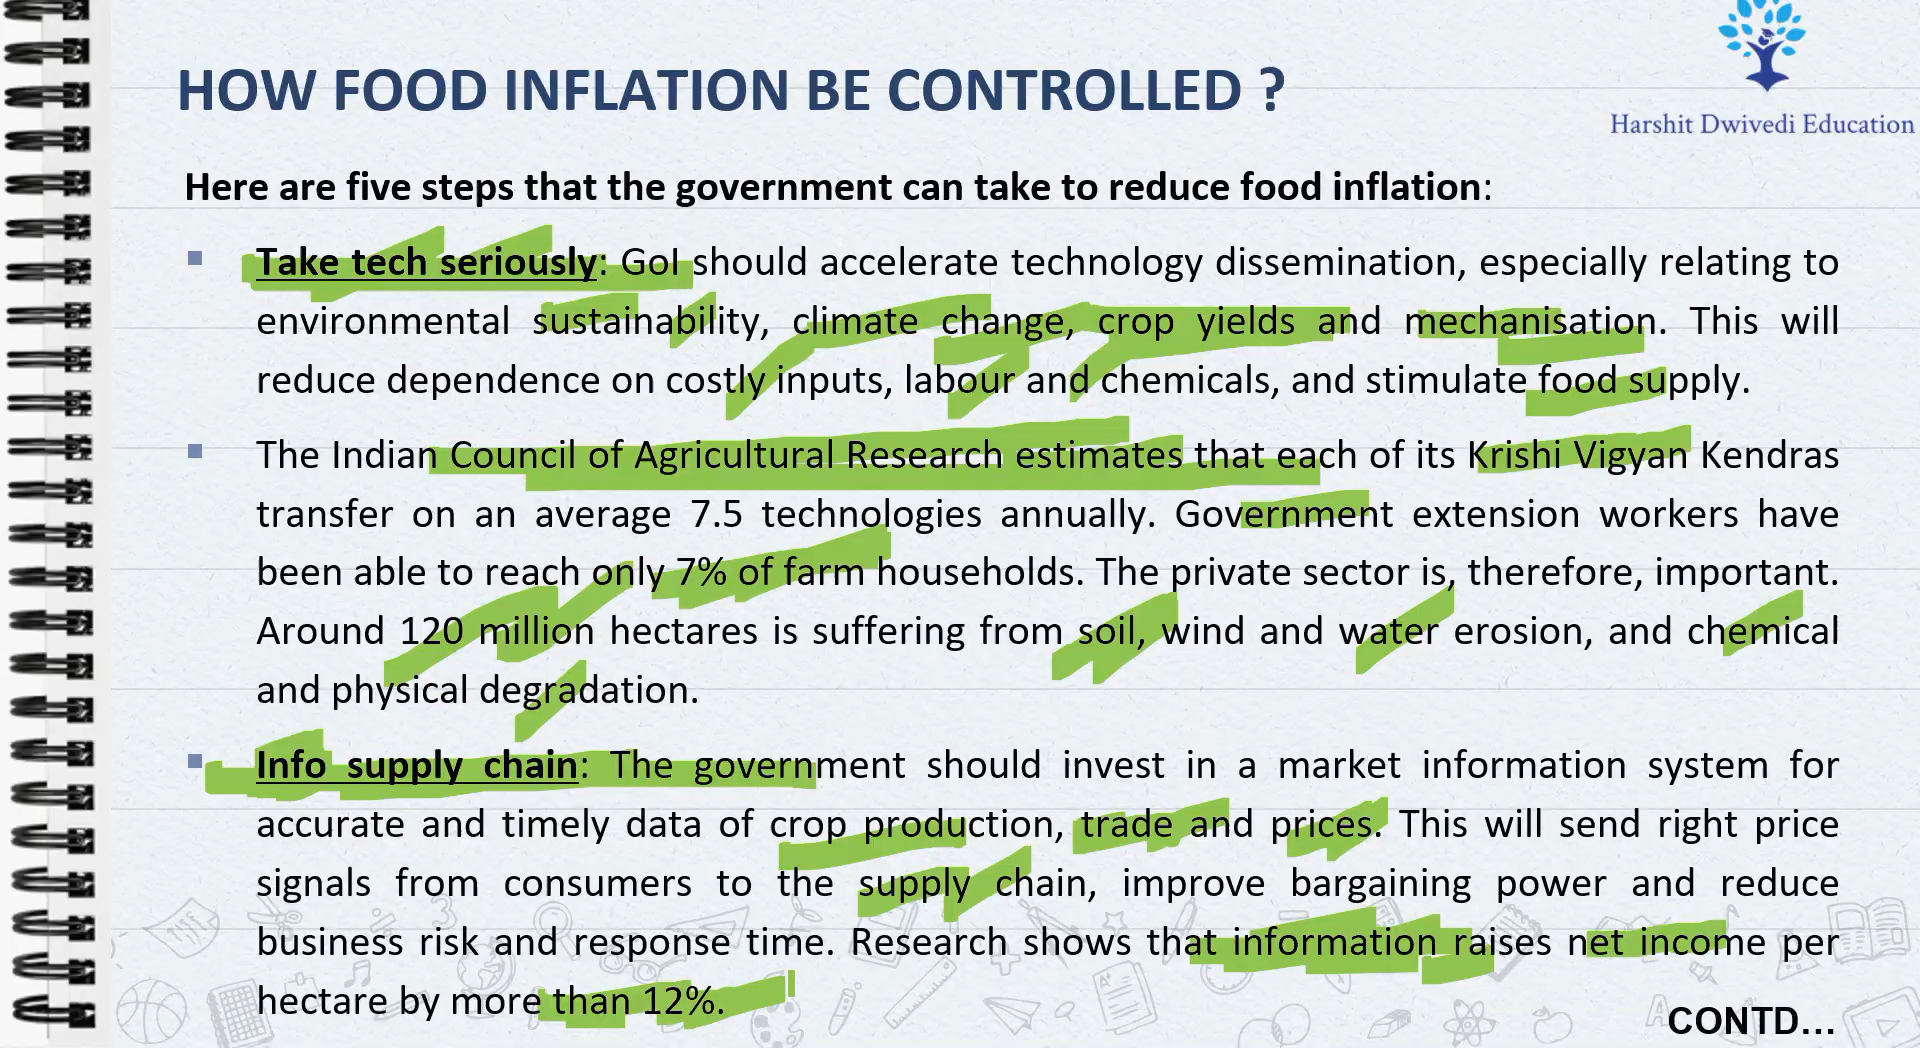 HOW FOOD INFLATION BE CONTROLLED ?
Harshit Dwivedi Education
Here are five steps that the government can take to reduce food inflation:
Take tech seriously: GoI should accelerate technology dissemination, especially relating to
environmental sustainability, climate change, crop yields and mechanisation. This will
reduce dependence on costly inputs, labour and chemicals, and stimulate food supply.
The Indian Council of Agricultural Research estimates that each of its Krishi Vigyan Kendras
transfer on an average 7.5 technologies annually. Government extension workers have
been able to reach only 7% of farm households. The private sector is, therefore, important.
Around 120 million hectares is suffering from soil, wind and water erosion, and chemical
and physical degradation.
Info supply chain: The government should invest in a market information system for
accurate and timely data of crop production, trade and prices. This will send right price
signals from consumers to the supply chain, improve bargaining power and reduce
business risk and response time. Research shows that information raises net income per
hectare by more than 12%.
CONTD...